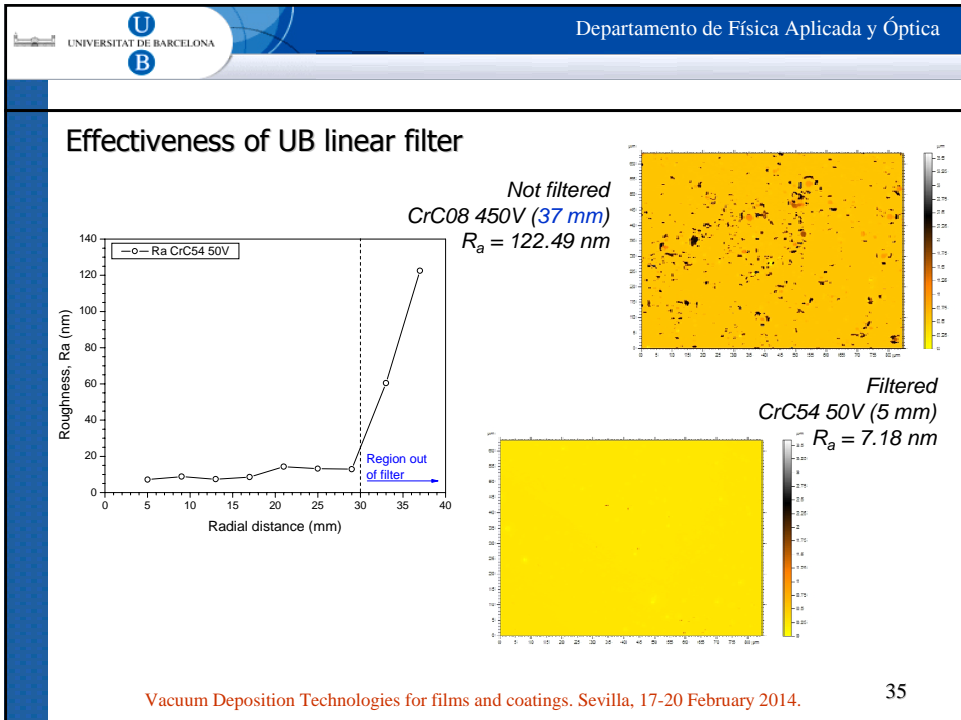 U
UNIVERSITAT DE BARCELONA
B
Departamento de Física Aplicada y Óptica
Effectiveness of UB linear filter
Not filtered
CrC08 450V (37 mm)
Ra = 122.49 nm
Ra CrC54 50V
Roughness, Ra (nm)
140
120
100
80
60
40
20
0
Region out
of filter
0 5 10 15 20 25 30 35 40
Radial distance (mm)
Filtered
CrC54 50V (5 mm)
Ra = 7.18 nm
Vacuum Deposition Technologies for films and coatings. Sevilla, 17-20 February 2014.
35